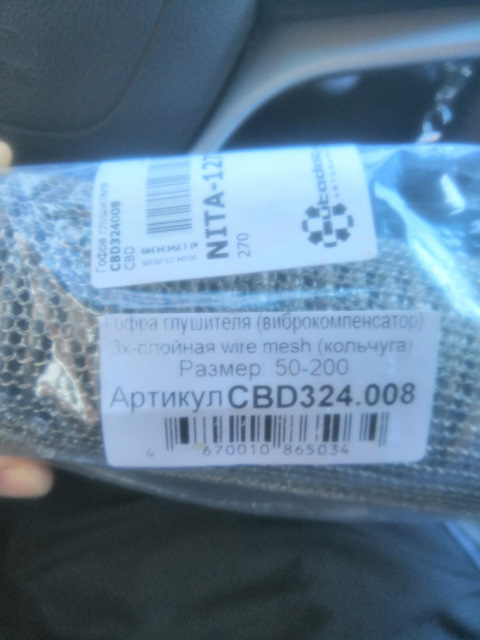 Гофра глушителя
CBD324008
CBD
NITA-12
270
autodoc
Гофра глушителя (виброкомпенсатор)
3х-слойная wire mesh (кольчуга)
Размер: 50-200
Артикул CBD324.008
4 670010 865034